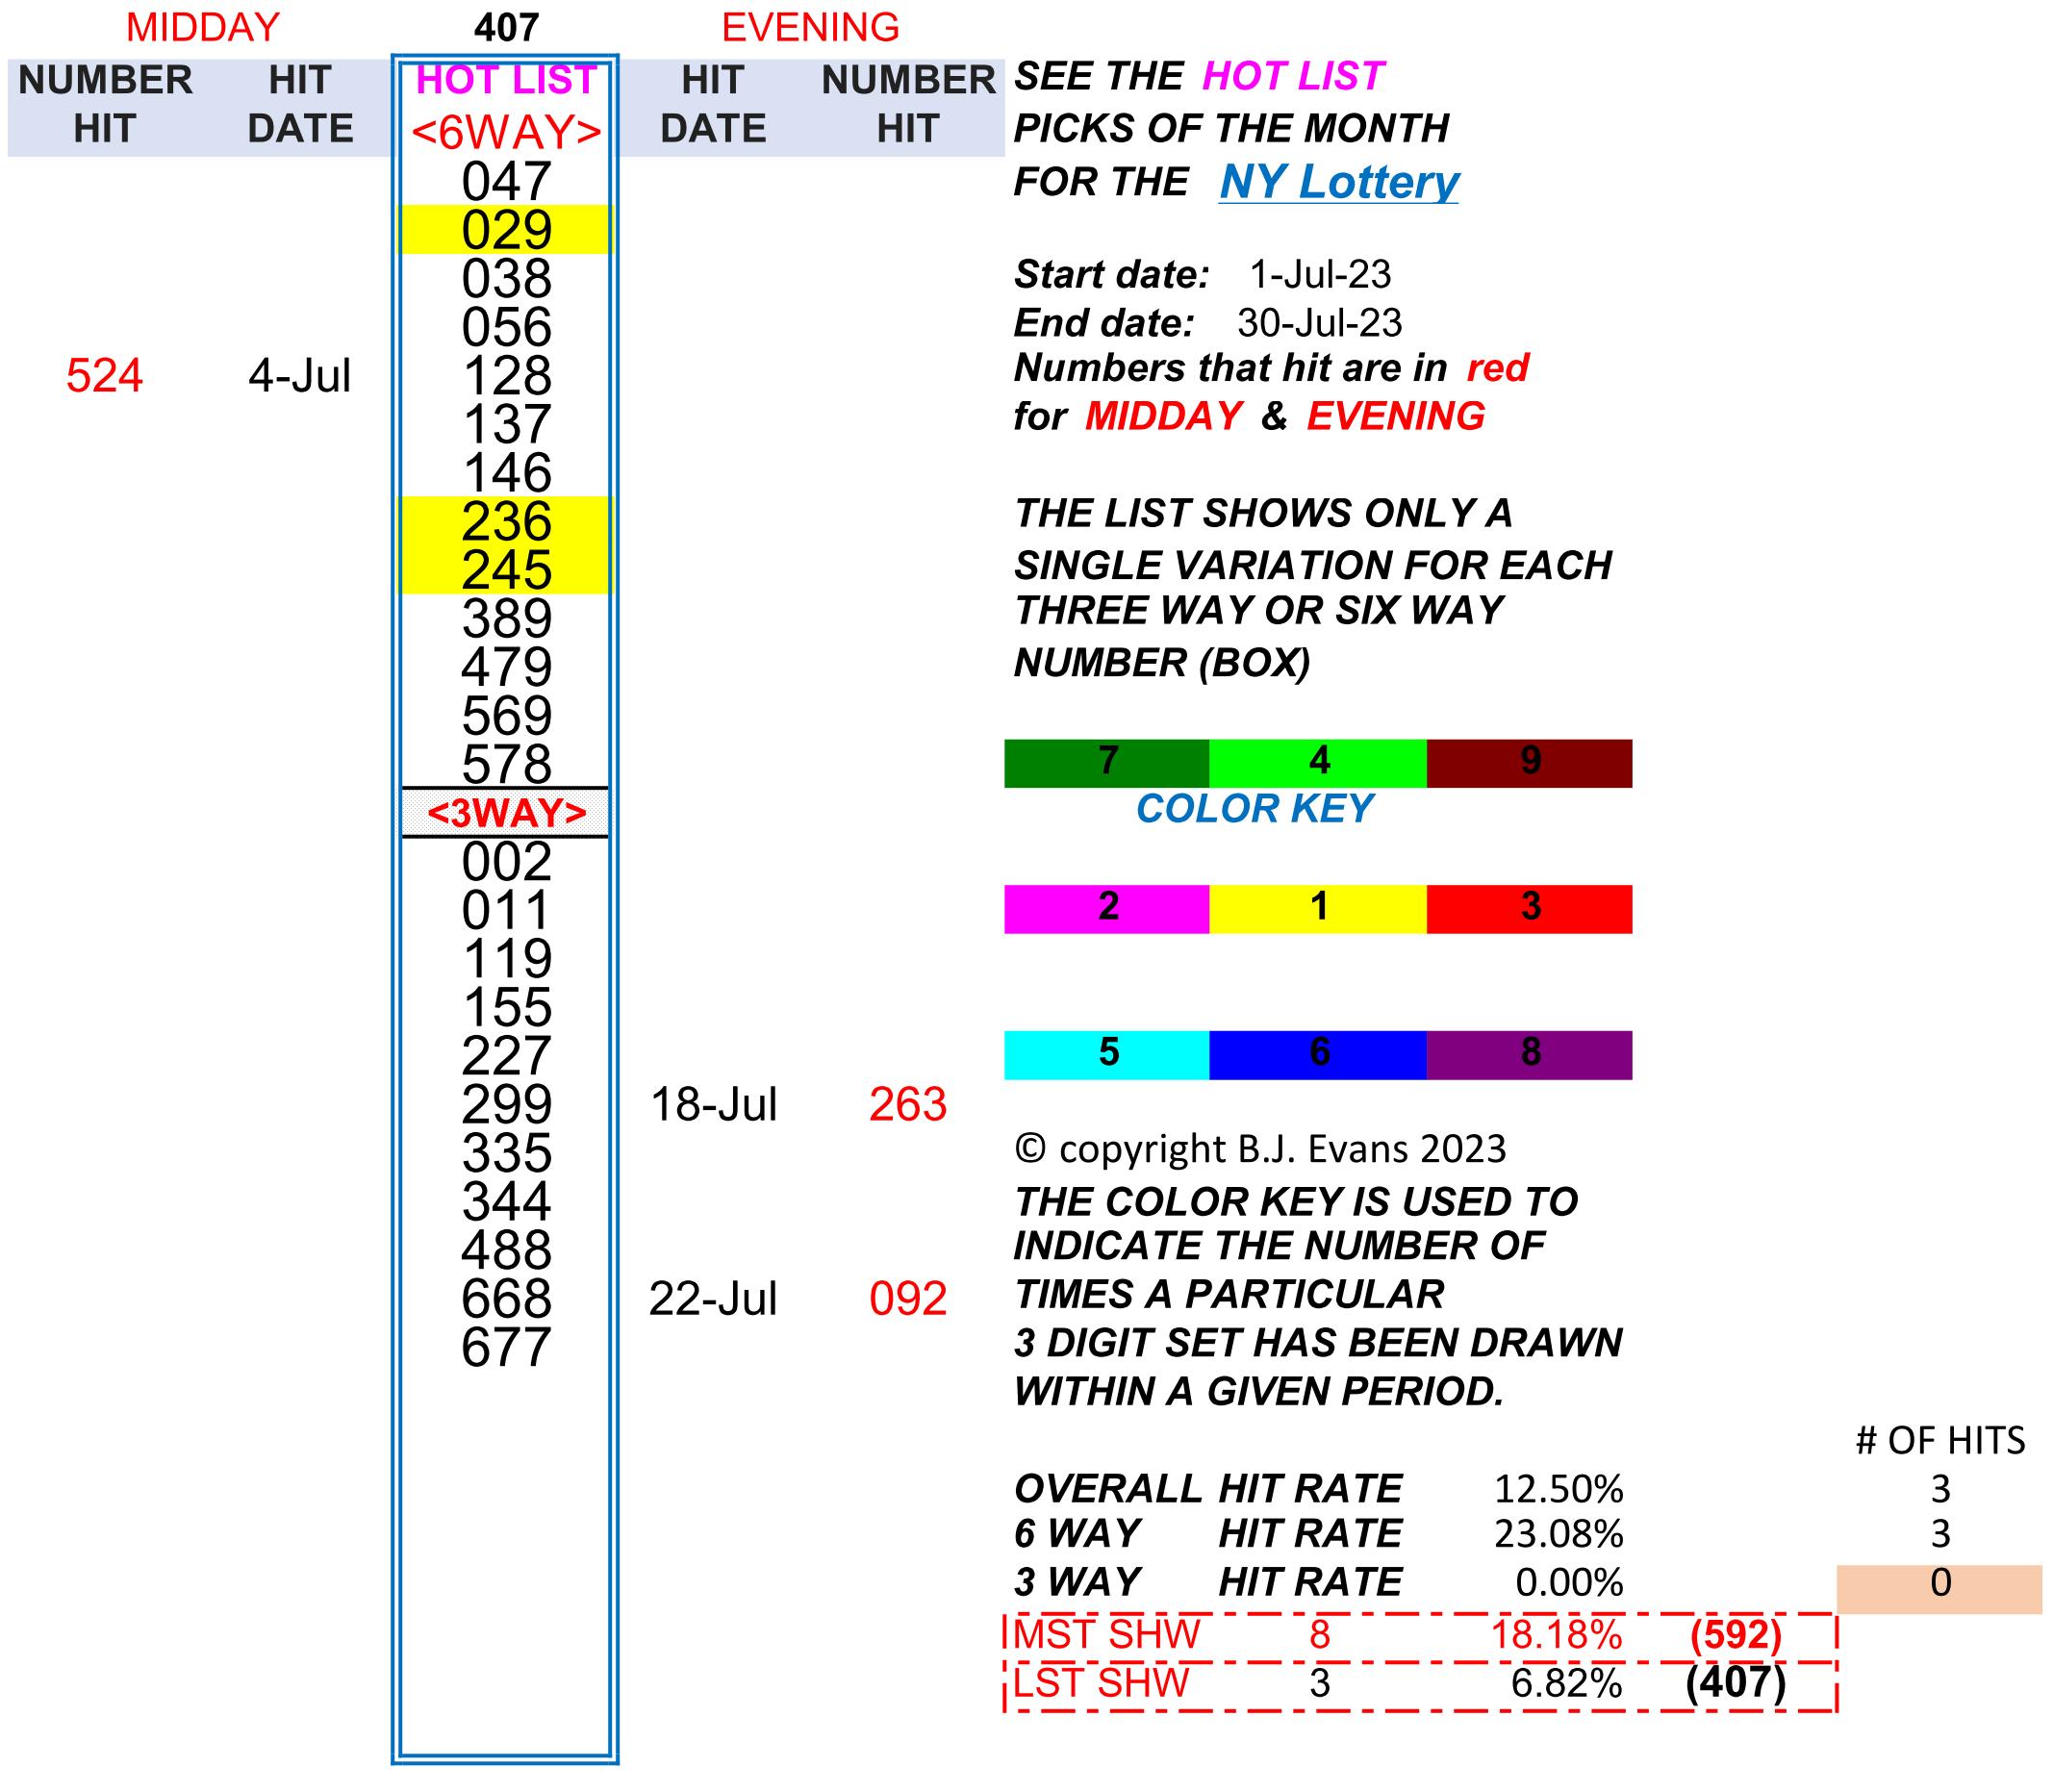 MIDDAY 407 EVENING
NUMBER HIT HOT LIST HIT NUMBER
HIT DATE <6WAY> DATE HIT
047
029
038
056
524 4-Jul 128
137
146
236
245
389
479
569
578
<3WAY>
002
011
119
155
227
299 18-Jul 263
335
344
488
668 22-Jul 092
677
SEE THE HOT LIST
PICKS OF THE MONTH
FOR THE NY Lottery
Start date: 1-Jul-23
End date: 30-Jul-23
Numbers that hit are in red
for MIDDAY & EVENING
THE LIST SHOWS ONLY A
SINGLE VARIATION FOR EACH
THREE WAY OR SIX WAY
NUMBER (BOX)
7 4 9
COLOR KEY
2 1 3
5 6 8
© copyright B.J. Evans 2023
THE COLOR KEY IS USED TO
INDICATE THE NUMBER OF
TIMES A PARTICULAR
3 DIGIT SET HAS BEEN DRAWN
WITHIN A GIVEN PERIOD.
# OF HITS
OVERALL HIT RATE 12.50% 3
6 WAY HIT RATE 23.08% 3
3 WAY HIT RATE 0.00% 0
MST SHW 8 18.18% (592)
LST SHW 3 6.82% (407)